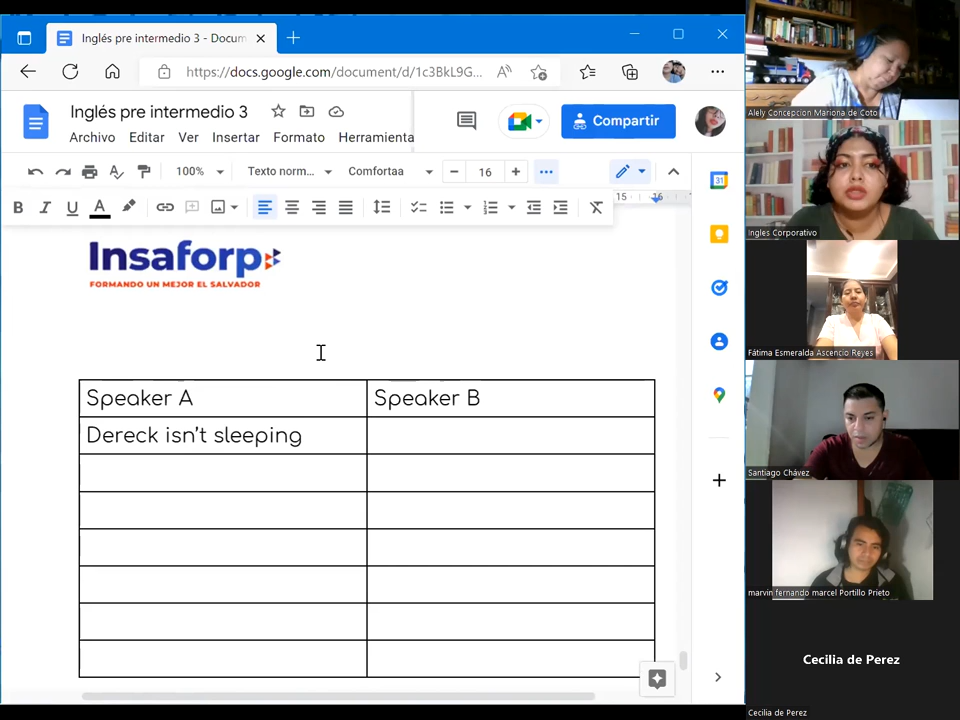 Inglés pre intermedio 3 - Docum
https://docs.google.com/document/d/1c3BkL9G...
Inglés pre intermedio 3
Archivo Editar Ver Insertar Formato Herramienta
Compartir
100% Texto norm... Comfortaa 16
B I U A
15 16
31
Insaforp
FORMANDO UN MEJOR EL SALVADOR
Speaker A Speaker B
Dereck isn't sleeping
Alely Concepcion Mariona de Coto
Ingles Corporativo
Fátima Esmeralda Ascencio Reyes
Santiago Chávez
marvin fernando marcel Portillo Prieto
Cecilia de Perez
Cecilia de Perez